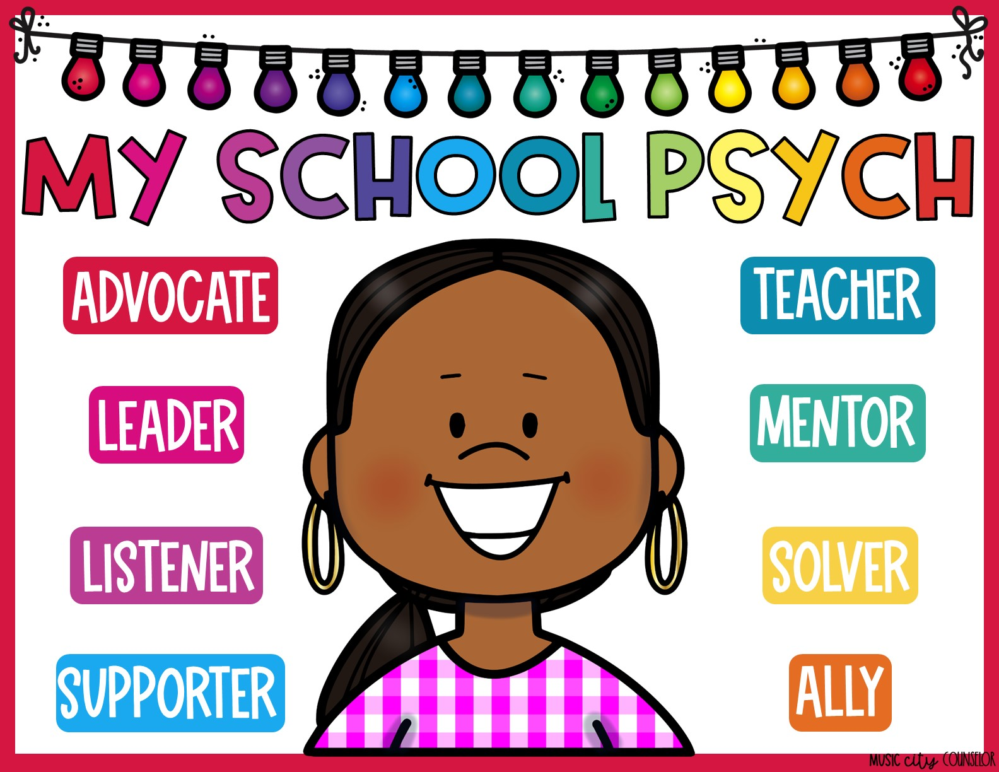 MY SCHOOL PSYCH
ADVOCATE
TEACHER
LEADER
MENTOR
LISTENER
SOLVER
SUPPORTER
ALLY
MUSIC city COUNSELOR